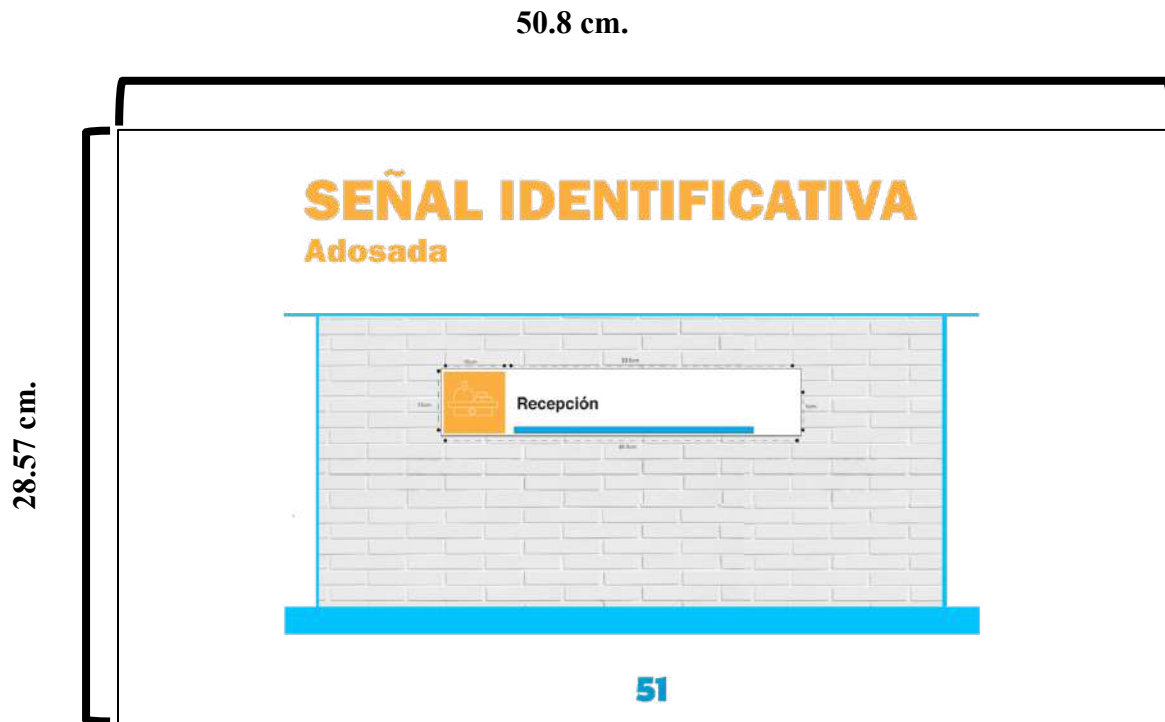 50.8 cm.
28.57 cm.
SEÑAL IDENTIFICATIVA
Adosada
Recepción
51